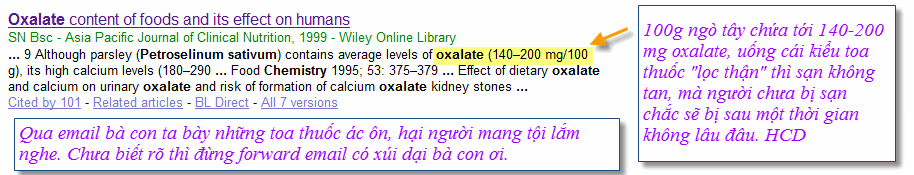 Oxalate content of foods and its effect on humans
SN Bsc - Asia Pacific Journal of Clinical Nutrition, 1999 - Wiley Online Library
... 9 Although parsley (Petroselinum sativum) contains average levels of oxalate (140–200 mg/100
g), its high calcium levels (180–290 ... Food Chemistry 1995; 53: 375–379 ... Effect of dietary oxalate
and calcium on urinary oxalate and risk of formation of calcium oxalate kidney stones ...
Cited by 101 - Related articles - BL Direct - All 7 versions
100g ngò tây chứa tới 140-200
mg oxalate, uống cái kiểu toa
thuốc "lọc thận" thì sạn không
tan, mà người chưa bị sạn
chắc sẽ bị sau một thời gian
không lâu đâu. HCD
Qua email bà con ta bày những toa thuốc ác ôn, hại người mang tội lắm
nghe. Chưa biết rõ thì đừng forward email có xúi dại bà con ơi.